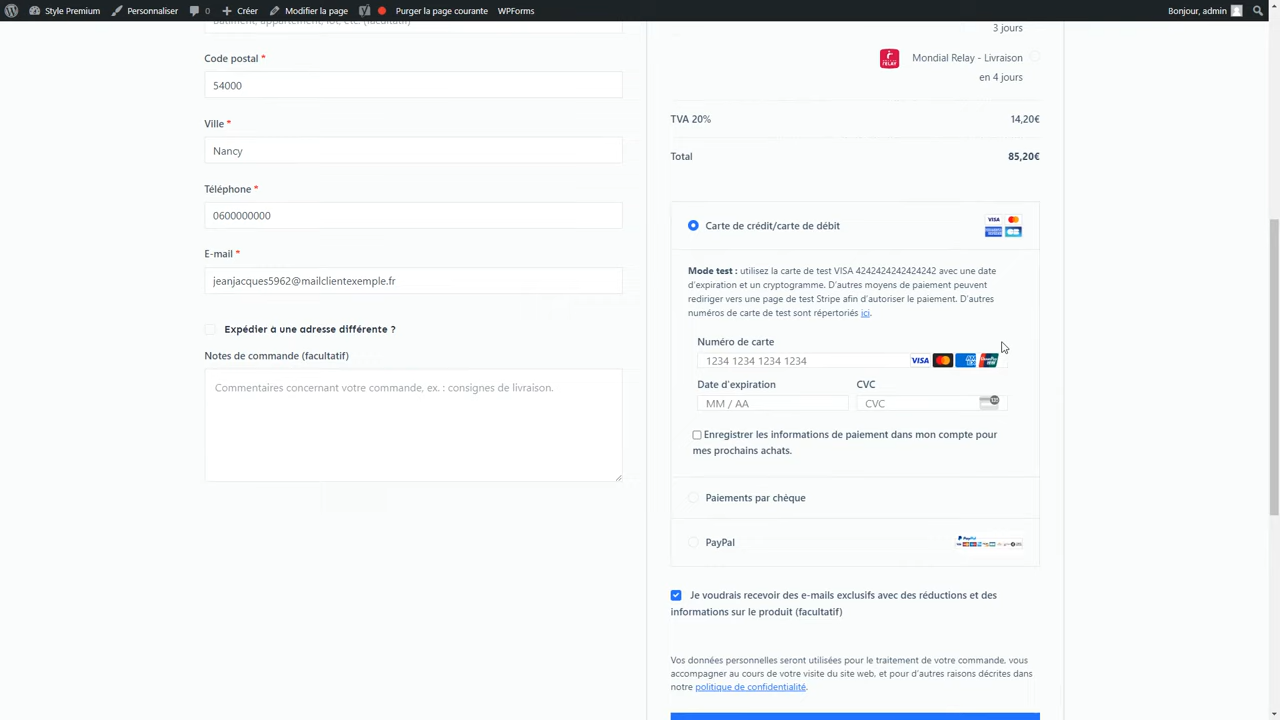 Style Premium Personnaliser 0 Créer Modifier la page Purger la page courante WPForms Bonjour, admin
Bâtiment, appartement, lot, etc. (facultatif)
Code postal *
54000
Ville *
Nancy
Téléphone *
0600000000
E-mail *
jeanjacques5962@mailclientexemple.fr
Expédier à une adresse différente ?
Notes de commande (facultatif)
Commentaires concernant votre commande, ex. : consignes de livraison.
3 jours
RELAY
Mondial Relay - Livraison
en 4 jours
TVA 20% 14,20€
Total 85,20€
Carte de crédit/carte de débit
VISA
Mode test : utilisez la carte de test VISA 4242424242424242 avec une date
d'expiration et un cryptogramme. D'autres moyens de paiement peuvent
rediriger vers une page de test Stripe afin d'autoriser le paiement. D'autres
numéros de carte de test sont répertoriés ici.
Numéro de carte
1234 1234 1234 1234 VISA
Date d'expiration CVC
MM / AA CVC
Enregistrer les informations de paiement dans mon compte pour
mes prochains achats.
Paiements par chèque
PayPal PayPal
Je voudrais recevoir des e-mails exclusifs avec des réductions et des
informations sur le produit (facultatif)
Vos données personnelles seront utilisées pour le traitement de votre commande, vous
accompagner au cours de votre visite du site web, et pour d'autres raisons décrites dans
notre politique de confidentialité.